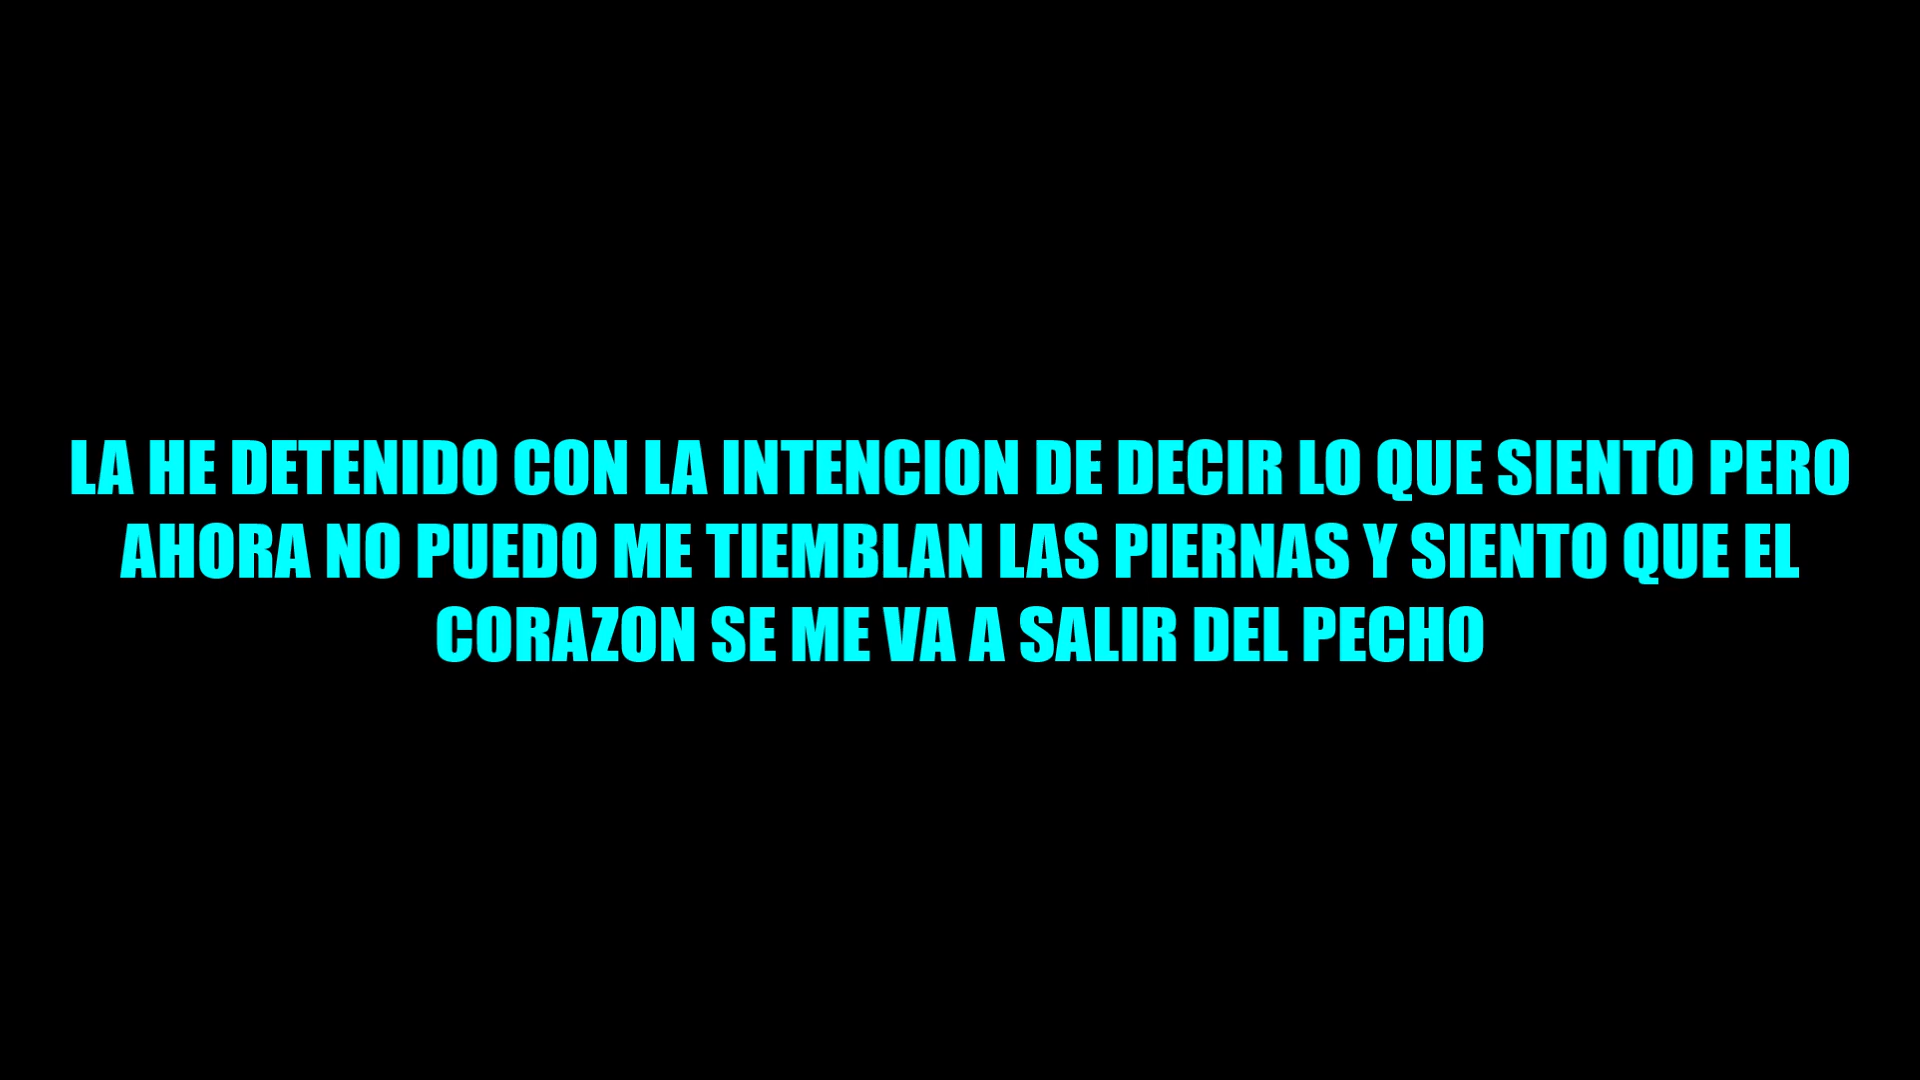 LA HE DETENIDO CON LA INTENCION DE DECIR LO QUE SIENTO PERO
AHORA NO PUEDO ME TIEMBLAN LAS PIERNAS Y SIENTO QUE EL
CORAZON SE ME VA A SALIR DEL PECHO